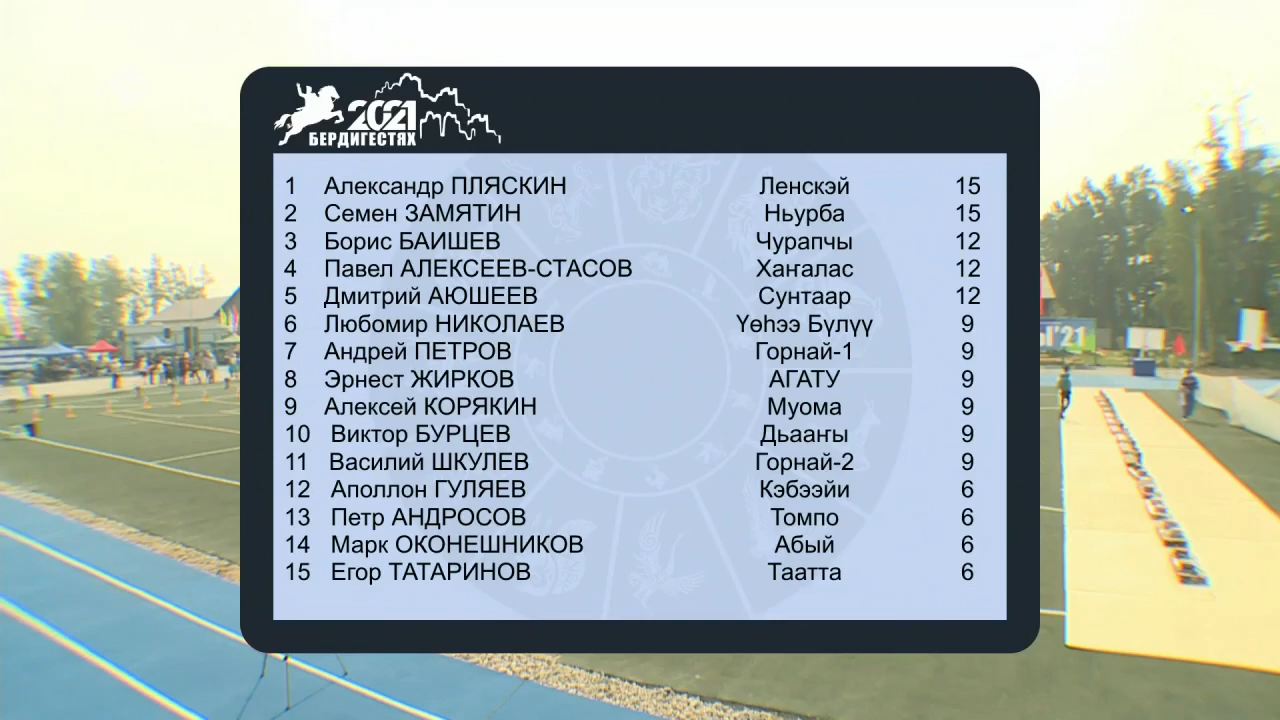 2021
БЕРДИГЕСТЯХ
1 Александр ПЛЯСКИН Ленскэй 15
2 Семен ЗАМЯТИН Ньурба 15
3 Борис БАИШЕВ Чурапчы 12
4 Павел АЛЕКСЕЕВ-СТАСОВ Хаҥалас 12
5 Дмитрий АЮШЕЕВ Сунтаар 12
6 Любомир НИКОЛАЕВ Үөһээ Бүлүү 9
7 Андрей ПЕТРОВ Горнай-1 9
8 Эрнест ЖИРКОВ АГАТУ 9
9 Алексей КОРЯКИН Муома 9
10 Виктор БУРЦЕВ Дьааҥы 9
11 Василий ШКУЛЕВ Горнай-2 9
12 Аполлон ГУЛЯЕВ Кэбээйи 6
13 Петр АНДРОСОВ Томпо 6
14 Марк ОКОНЕШНИКОВ Абый 6
15 Егор ТАТАРИНОВ Таатта 6
Ы'21